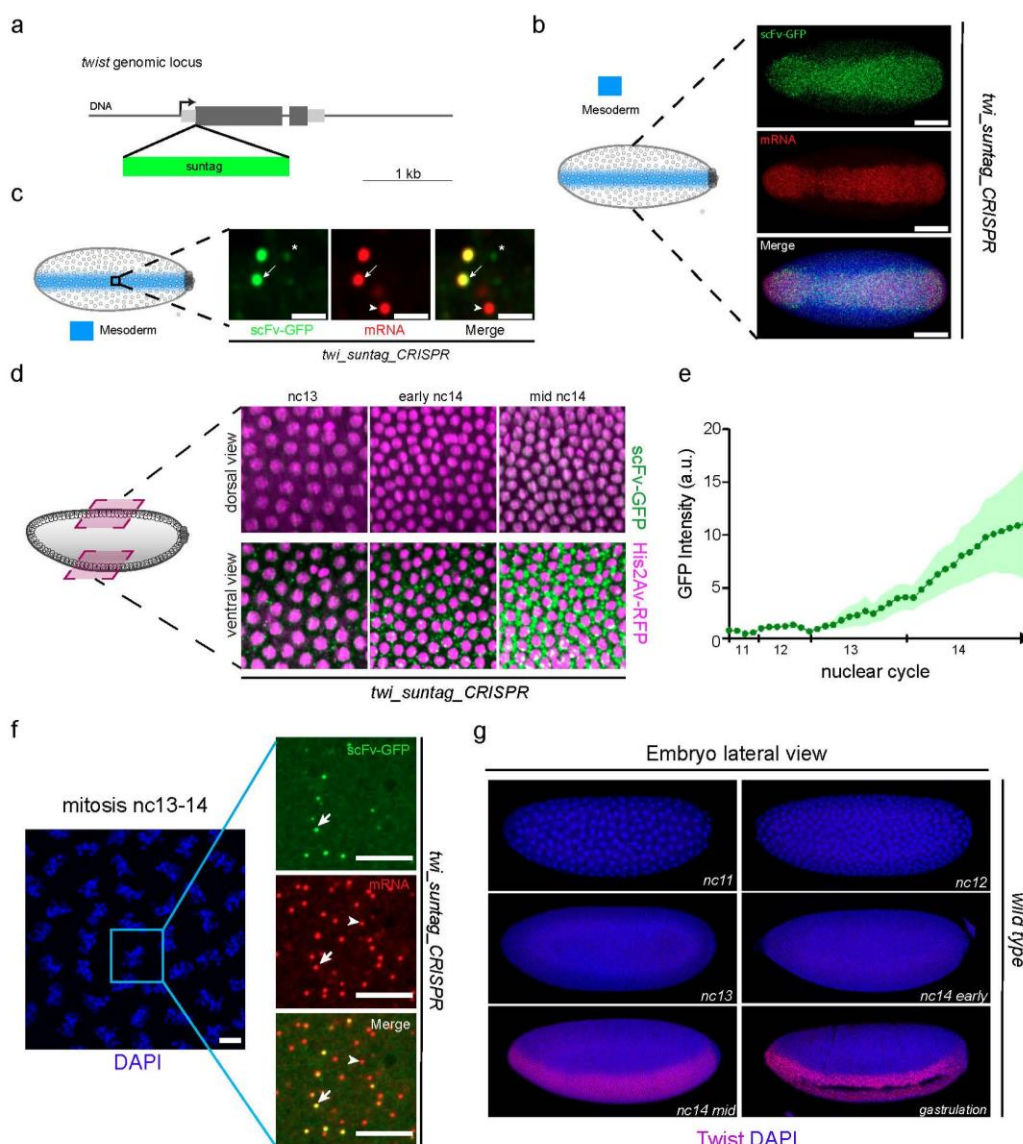 a
twist genomic locus
DNA
suntag
1 kb
b
Mesoderm
scFv-GFP
mRNA
Merge
twi_suntag_CRISPR
c
Mesoderm
*
*
scFv-GFP
mRNA
Merge
twi_suntag_CRISPR
d
nc13
early nc14
mid nc14
dorsal view
ventral view
scFv-GFP
His2Av-RFP
twi_suntag_CRISPR
e
GFP Intensity (a.u.)
20
15
10
5
0
11
12
13
14
nuclear cycle
f
mitosis nc13-14
DAPI
scFv-GFP
mRNA
Merge
twi_suntag_CRISPR
g
Embryo lateral view
nc11
nc12
nc13
nc14 early
nc14 mid
gastrulation
wild type
Twist DAPI